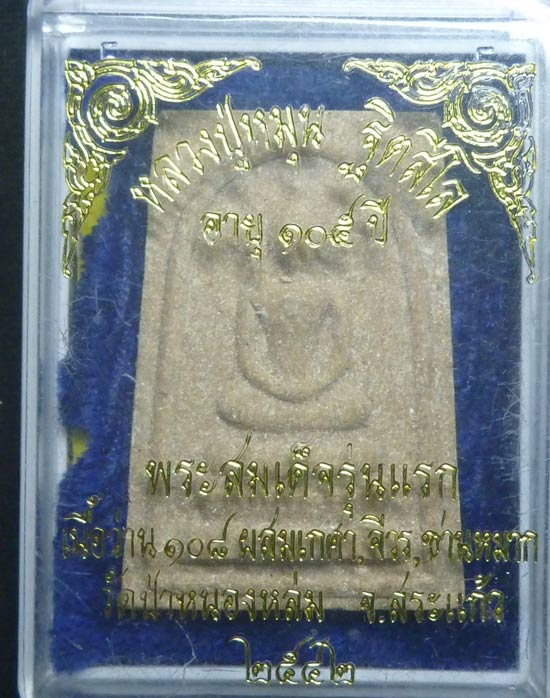 หลวงปู่หมุน ฐิตสีโล
อายุ ๑๐๕ ปี
พระสมเด็จรุ่นแรก
เนื้อว่าน ๑๐๘ ผสมเกศา,จีวร,ชานหมาก
วัดป่าหนองหล่ม จ.สระแก้ว
๒๕๔๒